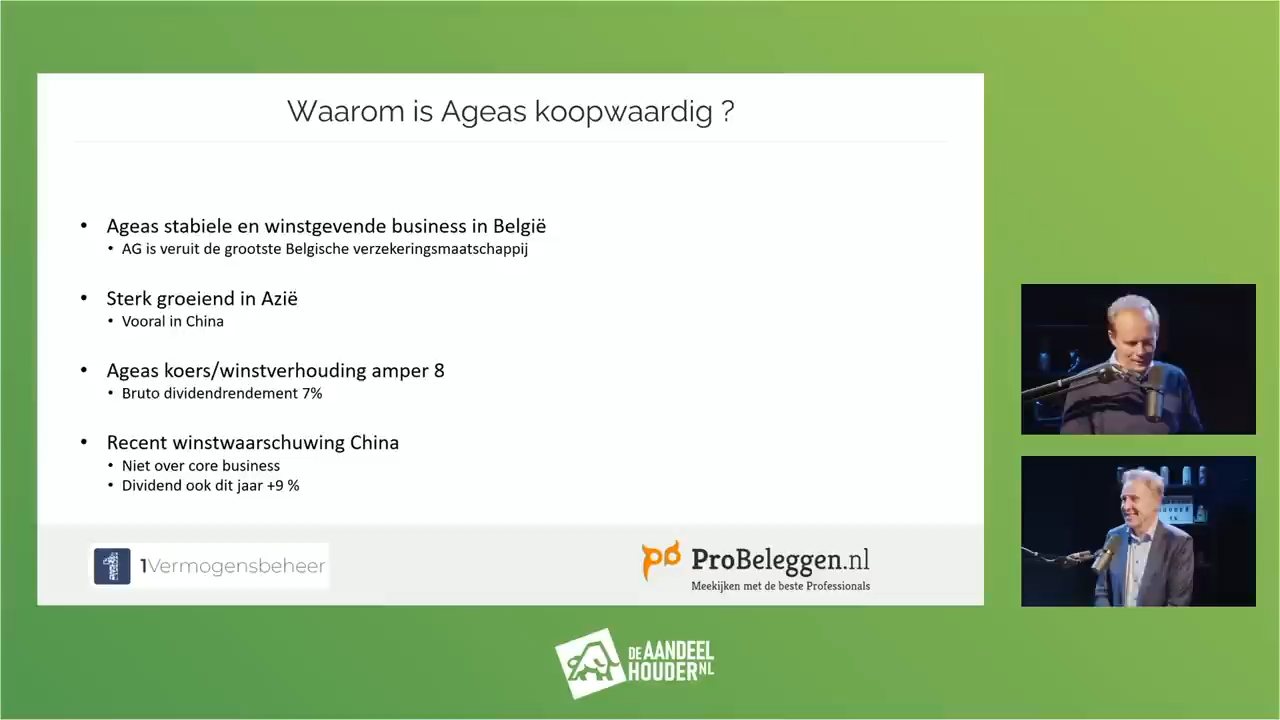 Waarom is Ageas koopwaardig ?
• Ageas stabiele en winstgevende business in België
• AG is veruit de grootste Belgische verzekeringsmaatschappij
• Sterk groeiend in Azië
• Vooral in China
• Ageas koers/winstverhouding amper 8
• Bruto dividendrendement 7%
• Recent winstwaarschuwing China
• Niet over core business
• Dividend ook dit jaar +9 %
1Vermogensbeheer
ProBeleggen.nl
Meekijken met de beste Professionals
DE AANDEEL
HOUDER NL